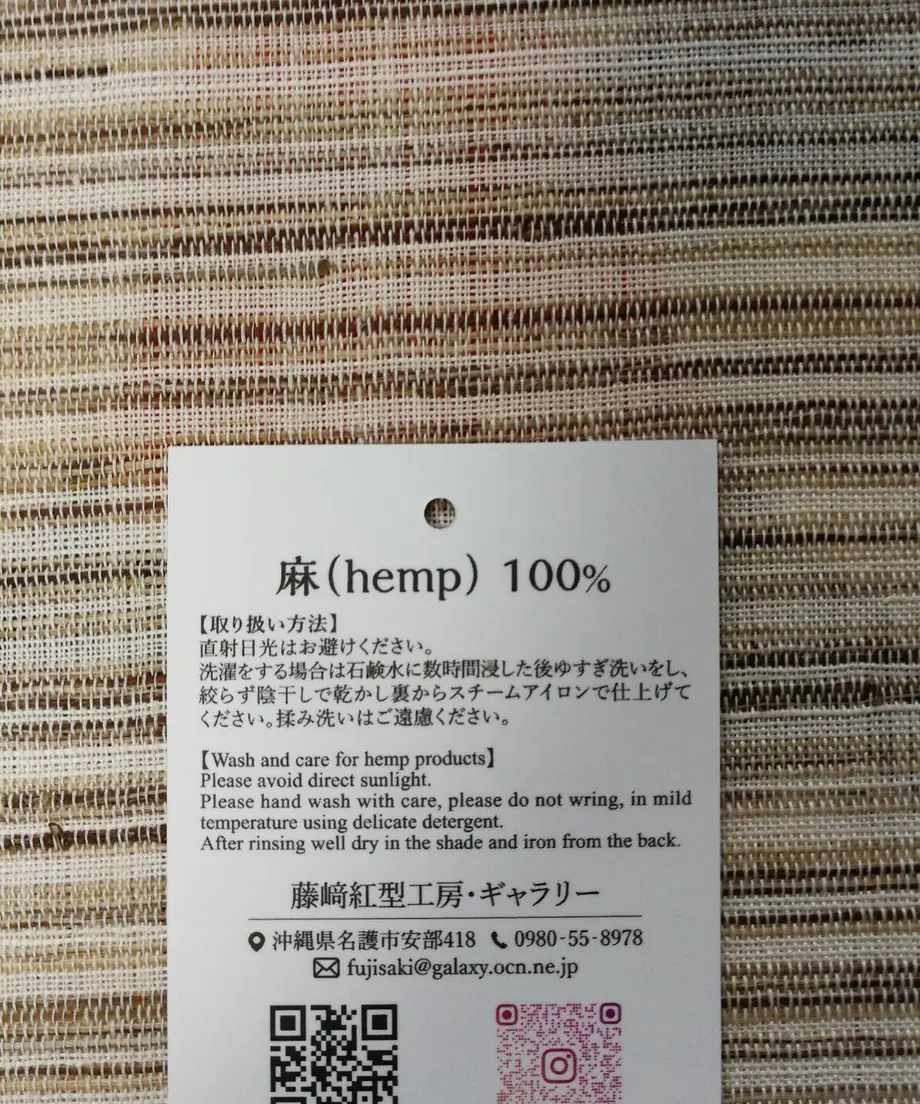 麻(hemp) 100%
【取り扱い方法】
直射日光はお避けください。
洗濯をする場合は石鹸水に数時間浸した後ゆすぎ洗いをし、
絞らず陰干しで乾かし裏からスチームアイロンで仕上げて
ください。揉み洗いはご遠慮ください。
【Wash and care for hemp products】
Please avoid direct sunlight.
Please hand wash with care, please do not wring, in mild
temperature using delicate detergent.
After rinsing well dry in the shade and iron from the back.
藤﨑紅型工房・ギャラリー
沖縄県名護市安部418 0980-55-8978
fujisaki@galaxy.ocn.ne.jp